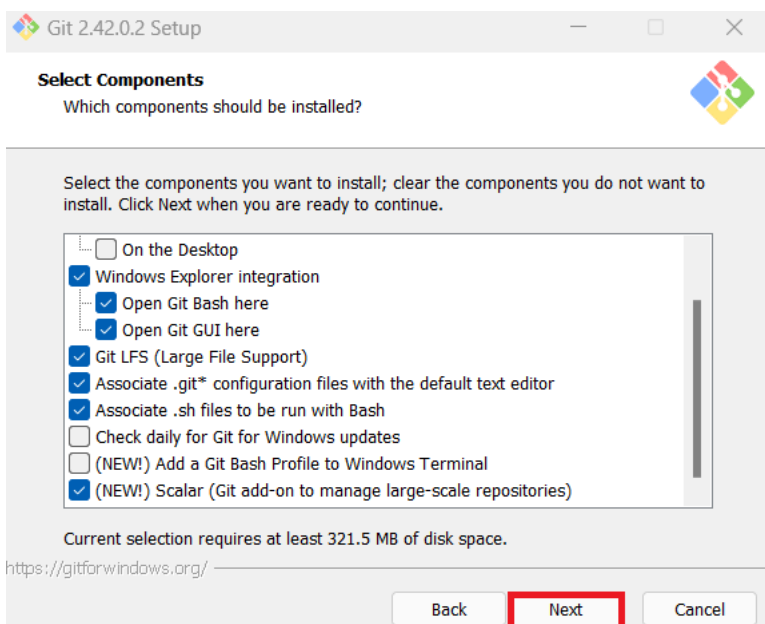 Git 2.42.0.2 Setup
Select Components
Which components should be installed?
Select the components you want to install; clear the components you do not want to
install. Click Next when you are ready to continue.
On the Desktop
Windows Explorer integration
Open Git Bash here
Open Git GUI here
Git LFS (Large File Support)
Associate .git* configuration files with the default text editor
Associate .sh files to be run with Bash
Check daily for Git for Windows updates
(NEW!) Add a Git Bash Profile to Windows Terminal
(NEW!) Scalar (Git add-on to manage large-scale repositories)
Current selection requires at least 321.5 MB of disk space.
https://gitforwindows.org/
Back
Next
Cancel